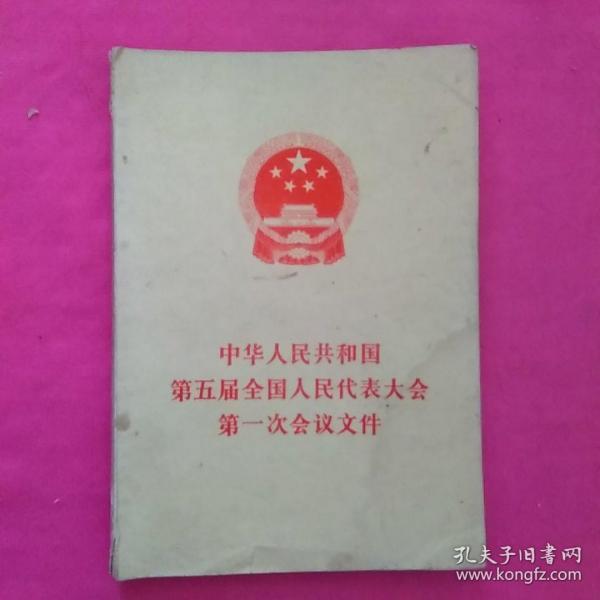 中华人民共和国
第五届全国人民代表大会
第一次会议文件
孔夫子旧书网
www.kongfz.com